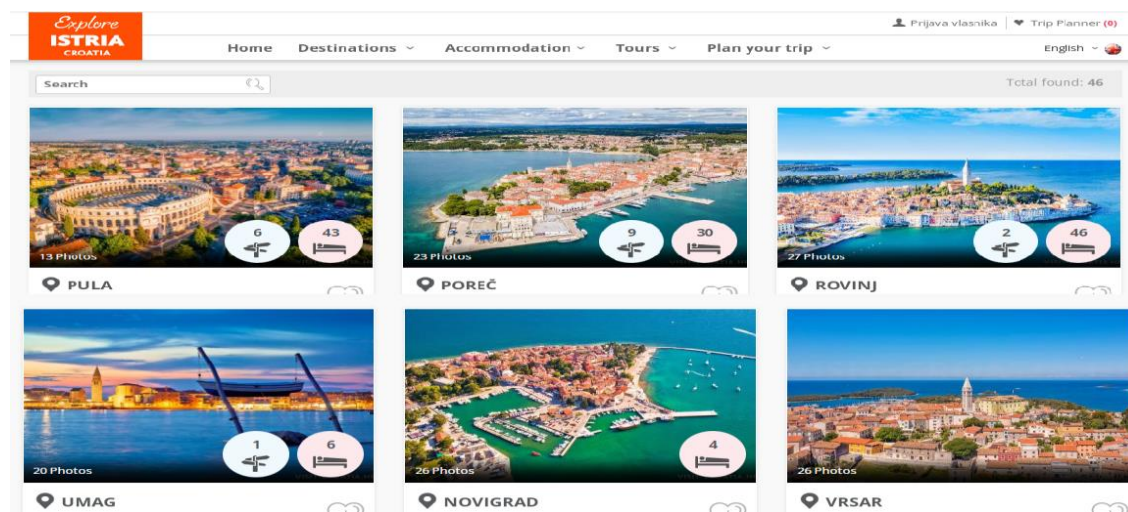 Explore
ISTRIA
CROATIA
Prijava vlasnika
Trip Planner (0)
Home
Destinations
Accommodation
Tours
Plan your trip
English
Search
Total found: 46
6
43
13 Photos
PULA
9
30
23 Photos
POREČ
2
46
27 Photos
ROVINJ
1
6
20 Photos
UMAG
4
26 Photos
NOVIGRAD
26 Photos
VRSAR